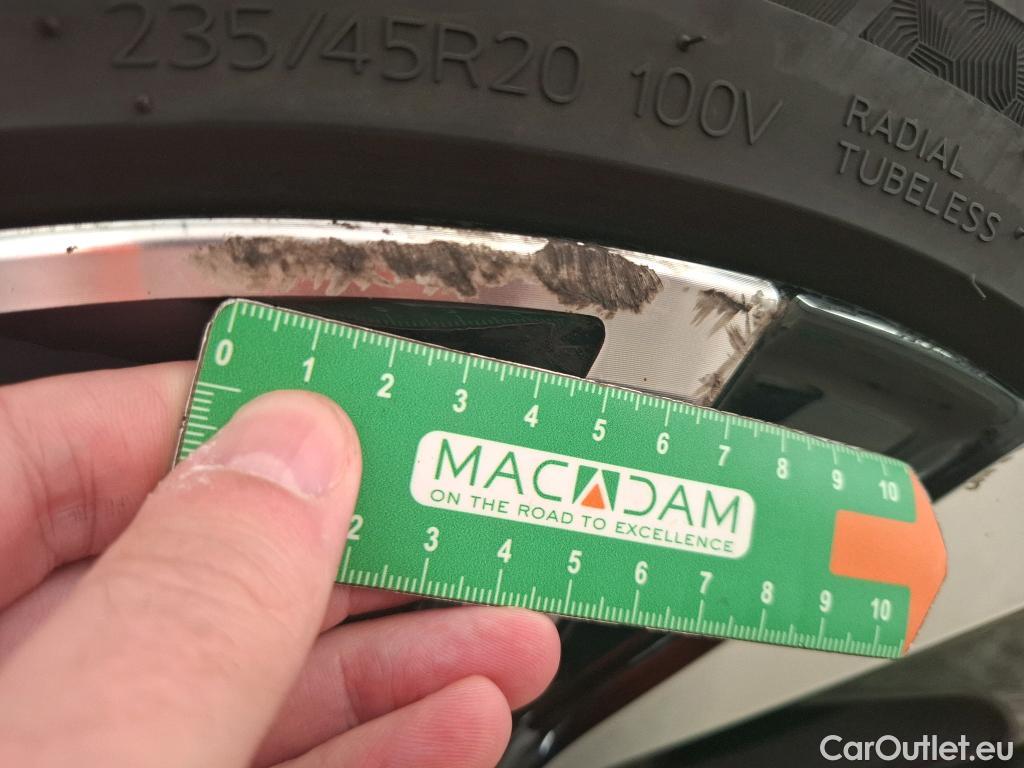 235/45R20 100V
RADIAL
TUBELESS
0 1 2 3 4 5 6 7 8 9 10
MACADAM
ON THE ROAD TO EXCELLENCE
2 3 4 5 6 7 8 9 10
CarOutlet.eu